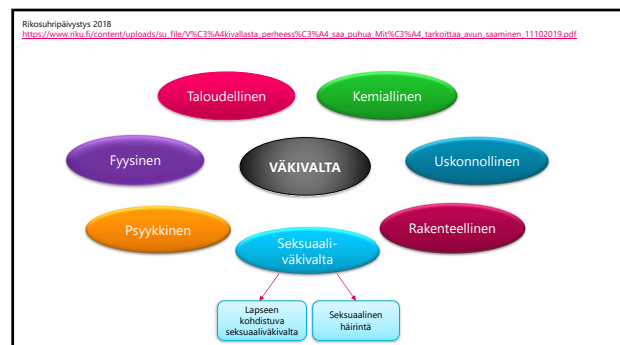 Rikosuhripäivystys 2018
https://www.riku.fi/content/uploads/su_file/V%C3%A4kivallasta_perheess%C3%A4_saa_puhua_Mit%C3%A4_tarkoittaa_avun_saaminen_11102019.pdf
Taloudellinen
Kemiallinen
Fyysinen
VÄKIVALTA
Uskonnollinen
Psyykkinen
Seksuaali-
väkivalta
Rakenteellinen
Lapseen
kohdistuva
seksuaaliväkivalta
Seksuaalinen
häirintä